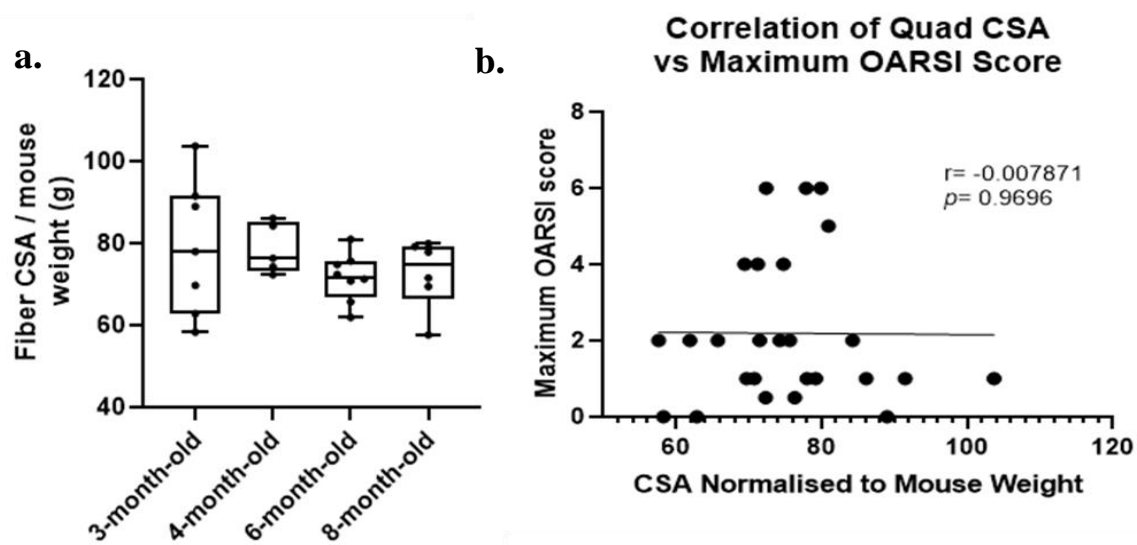 a.
Fiber CSA / mouse
weight (g)
120
100
80
60
40
3-month-old
4-month-old
6-month-old
8-month-old
b.
Correlation of Quad CSA
vs Maximum OARSI Score
Maximum OARSI score
8
6
4
2
0
r= -0.007871
p= 0.9696
60
80
100
120
CSA Normalised to Mouse Weight